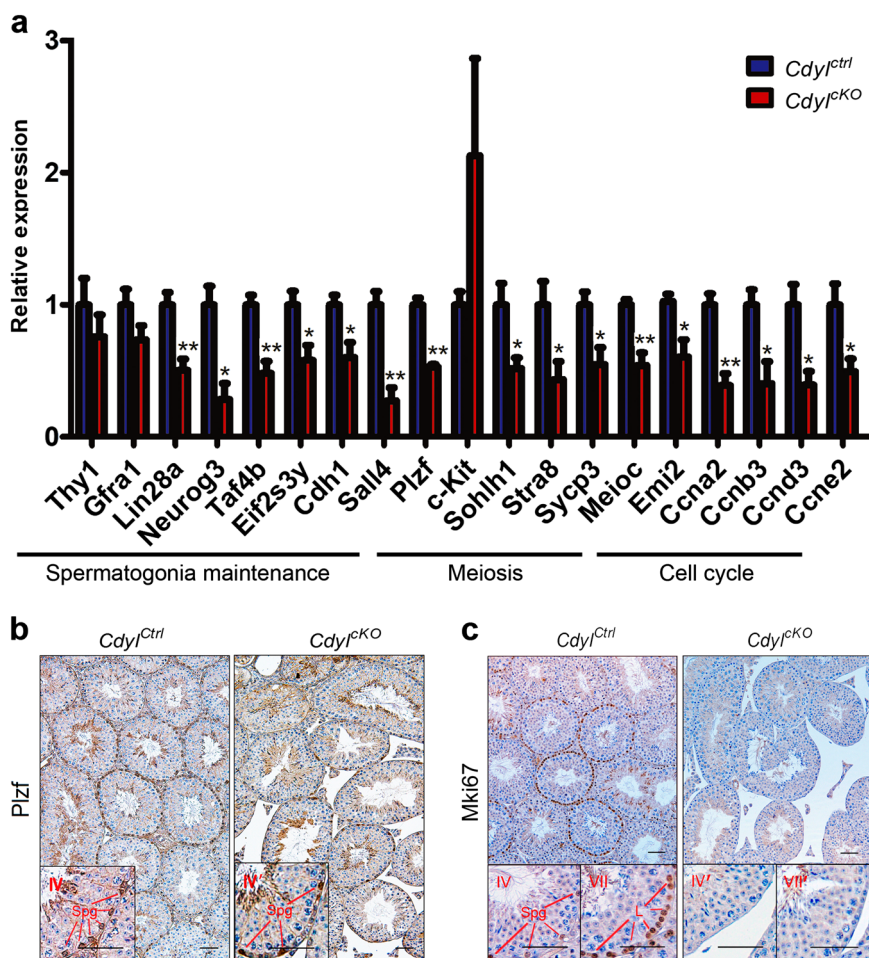 a
3
2
1
0
Relative expression
Cdyl^ctrl
Cdyl^cKO
** * ** * * ** ** * * * ** * ** * * *
Thy1 Gfra1 Lin28a Neurog3 Taf4b Eif2s3y Cdh1 Sall4 Plzf c-Kit Sohlh1 Stra8 Sycp3 Meioc Emi2 Ccna2 Ccnb3 Ccnd3 Ccne2
Spermatogonia maintenance Meiosis Cell cycle
b
Cdyl^Ctrl Cdyl^cKO
Plzf
IV
Spg
IV′
Spg
c
Cdyl^Ctrl Cdyl^cKO
Mki67
IV
Spg
VII
L
IV′
VII′